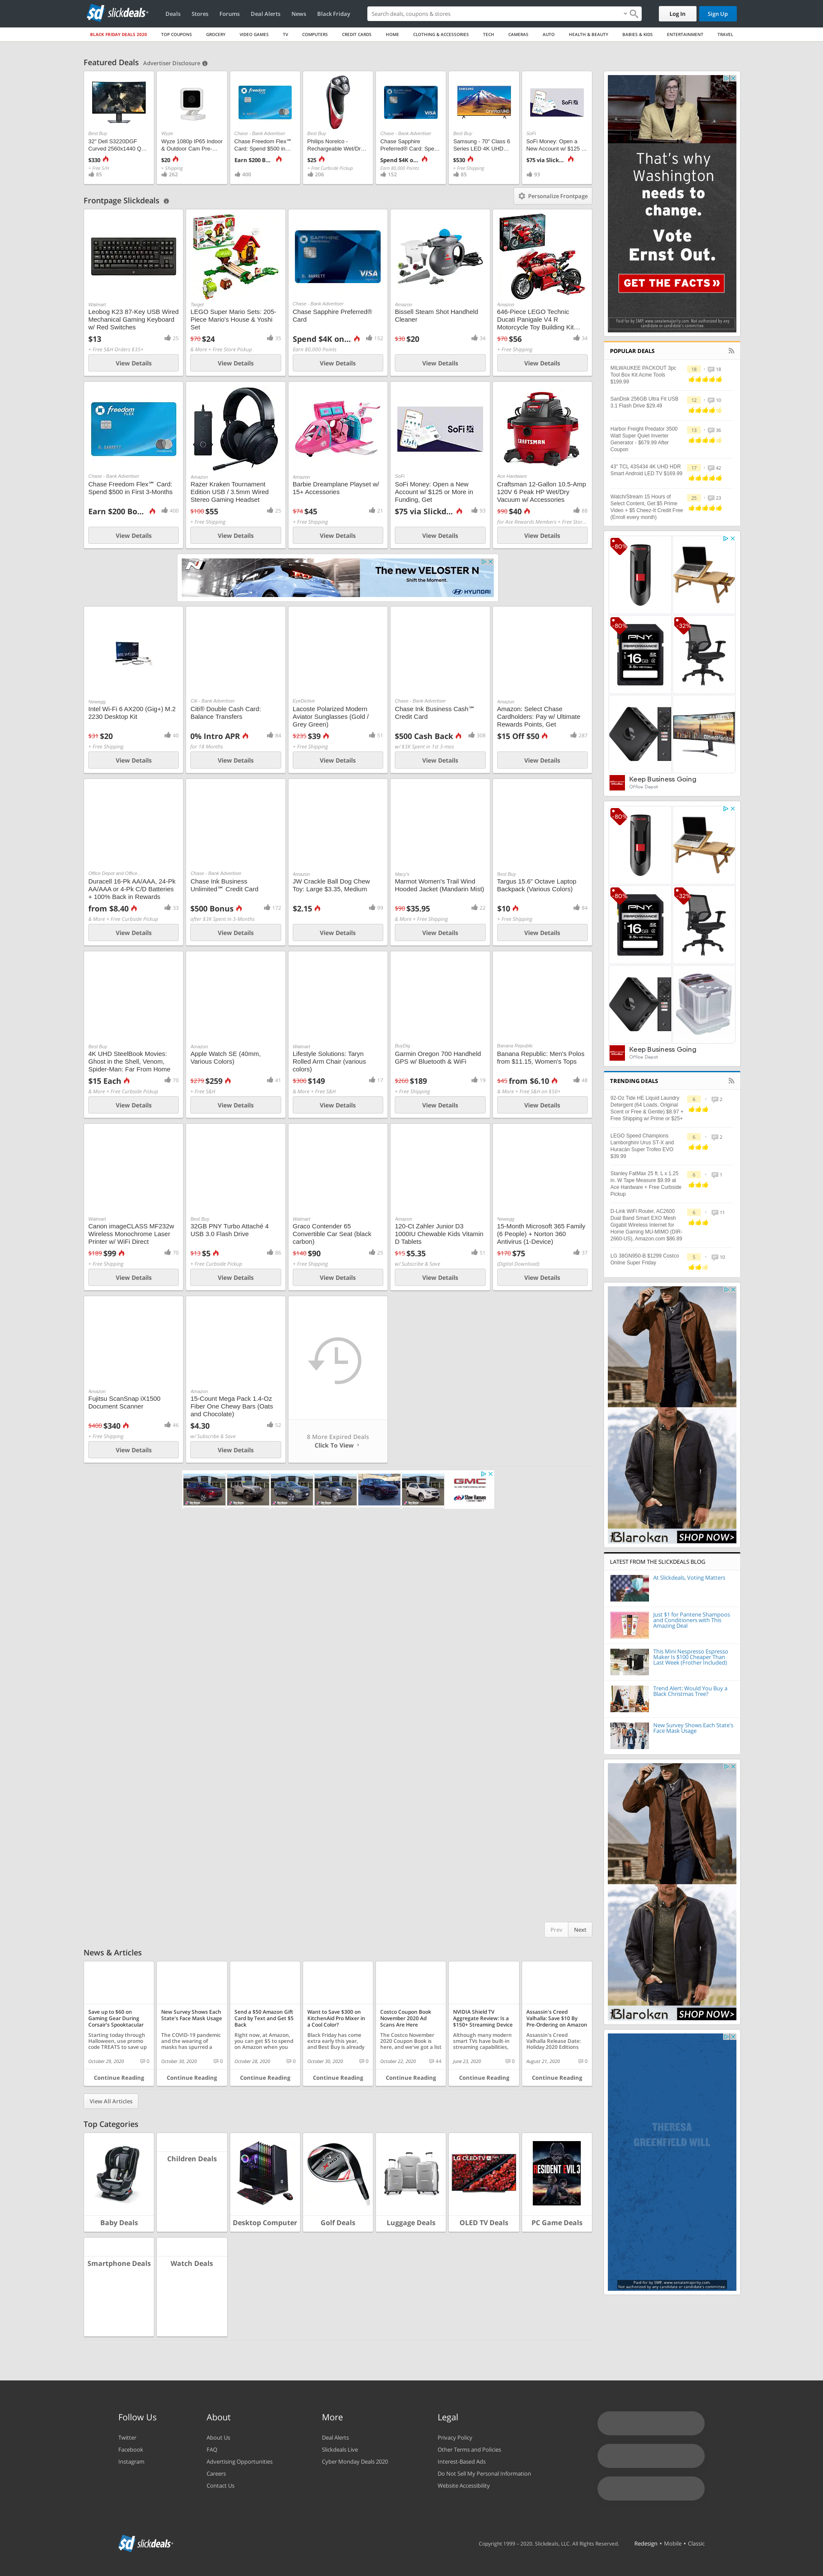 slickdeals
Deals
Stores
Forums
Deal Alerts
News
Black Friday
Search deals, coupons & stores
Log In
Sign Up
BLACK FRIDAY DEALS 2020
TOP COUPONS
GROCERY
VIDEO GAMES
TV
COMPUTERS
CREDIT CARDS
HOME
CLOTHING & ACCESSORIES
TECH
CAMERAS
AUTO
HEALTH & BEAUTY
BABIES & KIDS
ENTERTAINMENT
TRAVEL
Featured Deals
Advertiser Disclosure
Best Buy
32" Dell S3220DGF
Curved 2560x1440 Q...
$330
+ Free S/H
85
Wyze
Wyze 1080p IP65 Indoor
& Outdoor Cam Pre-...
$20
+ Shipping
262
Chase - Bank Advertiser
Chase Freedom Flex℠
Card: Spend $500 in...
Earn $200 B...
400
Best Buy
Philips Norelco -
Rechargeable Wet/Dr...
$25
+ Free Curbside Pickup
206
Chase - Bank Advertiser
Chase Sapphire
Preferred® Card: Spe...
Spend $4K o...
Earn 80,000 Points
152
Best Buy
Samsung - 70" Class 6
Series LED 4K UHD...
$530
+ Free Shipping
85
SoFi
SoFi Money: Open a
New Account w/ $125 ...
$75 via Slick...
93
Frontpage Slickdeals
Personalize Frontpage
Walmart
Leobog K23 87-Key USB Wired
Mechanical Gaming Keyboard
w/ Red Switches
$13
25
+ Free S&H Orders $35+
View Details
Target
LEGO Super Mario Sets: 205-
Piece Mario's House & Yoshi
Set
$70 $24
35
& More + Free Store Pickup
View Details
Chase - Bank Advertiser
Chase Sapphire Preferred®
Card
Spend $4K on...
152
Earn 80,000 Points
View Details
Amazon
Bissell Steam Shot Handheld
Cleaner
$30 $20
34
View Details
Amazon
646-Piece LEGO Technic
Ducati Panigale V4 R
Motorcycle Toy Building Kit...
$70 $56
34
+ Free Shipping
View Details
Chase - Bank Advertiser
Chase Freedom Flex℠ Card:
Spend $500 in First 3-Months
Earn $200 Bo...
400
View Details
Amazon
Razer Kraken Tournament
Edition USB / 3.5mm Wired
Stereo Gaming Headset
$100 $55
25
+ Free Shipping
View Details
Amazon
Barbie Dreamplane Playset w/
15+ Accessories
$74 $45
21
+ Free Shipping
View Details
SoFi
SoFi Money: Open a New
Account w/ $125 or More in
Funding, Get
$75 via Slickd...
93
View Details
Ace Hardware
Craftsman 12-Gallon 10.5-Amp
120V 6 Peak HP Wet/Dry
Vacuum w/ Accessories
$90 $40
88
for Ace Rewards Members + Free Stor...
View Details
The new VELOSTER N
Shift the Moment.
HYUNDAI
Newegg
Intel Wi-Fi 6 AX200 (Gig+) M.2
2230 Desktop Kit
$31 $20
40
+ Free Shipping
View Details
Citi - Bank Advertiser
Citi® Double Cash Card:
Balance Transfers
0% Intro APR
84
for 18 Months
View Details
EyeDictive
Lacoste Polarized Modern
Aviator Sunglasses (Gold /
Grey Green)
$235 $39
51
+ Free Shipping
View Details
Chase - Bank Advertiser
Chase Ink Business Cash℠
Credit Card
$500 Cash Back
308
w/ $3K Spent in 1st 3-mos
View Details
Amazon
Amazon: Select Chase
Cardholders: Pay w/ Ultimate
Rewards Points, Get
$15 Off $50
287
View Details
Office Depot and Office...
Duracell 16-Pk AA/AAA, 24-Pk
AA/AAA or 4-Pk C/D Batteries
+ 100% Back in Rewards
from $8.40
33
& More + Free Curbside Pickup
View Details
Chase - Bank Advertiser
Chase Ink Business
Unlimited℠ Credit Card
$500 Bonus
172
after $3K Spent in 3-Months
View Details
Amazon
JW Crackle Ball Dog Chew
Toy: Large $3.35, Medium
$2.15
39
View Details
Macy's
Marmot Women's Trail Wind
Hooded Jacket (Mandarin Mist)
$90 $35.95
22
& More + Free Shipping
View Details
Best Buy
Targus 15.6" Octave Laptop
Backpack (Various Colors)
$10
84
+ Free Shipping
View Details
Best Buy
4K UHD SteelBook Movies:
Ghost in the Shell, Venom,
Spider-Man: Far From Home
$15 Each
70
& More + Free Curbside Pickup
View Details
Amazon
Apple Watch SE (40mm,
Various Colors)
$279 $259
41
+ Free S&H
View Details
Walmart
Lifestyle Solutions: Taryn
Rolled Arm Chair (various
colors)
$300 $149
17
& More + Free S&H
View Details
BuyDig
Garmin Oregon 700 Handheld
GPS w/ Bluetooth & WiFi
$260 $189
19
+ Free Shipping
View Details
Banana Republic
Banana Republic: Men's Polos
from $11.15, Women's Tops
$45 from $6.10
48
& More + Free S&H on $50+
View Details
Walmart
Canon imageCLASS MF232w
Wireless Monochrome Laser
Printer w/ WiFi Direct
$189 $99
70
+ Free Shipping
View Details
Best Buy
32GB PNY Turbo Attaché 4
USB 3.0 Flash Drive
$13 $5
86
+ Free Curbside Pickup
View Details
Walmart
Graco Contender 65
Convertible Car Seat (black
carbon)
$140 $90
25
+ Free Shipping
View Details
Amazon
120-Ct Zahler Junior D3
1000IU Chewable Kids Vitamin
D Tablets
$15 $5.35
51
w/ Subscribe & Save
View Details
Newegg
15-Month Microsoft 365 Family
(6 People) + Norton 360
Antivirus (1-Device)
$170 $75
37
(Digital Download)
View Details
Amazon
Fujitsu ScanSnap iX1500
Document Scanner
$400 $340
46
+ Free Shipping
View Details
Amazon
15-Count Mega Pack 1.4-Oz
Fiber One Chewy Bars (Oats
and Chocolate)
$4.30
52
w/ Subscribe & Save
View Details
8 More Expired Deals
Click To View
GMC
Prev
Next
News & Articles
Save up to $60 on
Gaming Gear During
Corsair's Spooktacular
Starting today through
Halloween, use promo
code TREATS to save up
October 29, 2020
0
Continue Reading
New Survey Shows Each
State's Face Mask Usage
The COVID-19 pandemic
and the wearing of
masks has spurred a
October 30, 2020
0
Continue Reading
Send a $50 Amazon Gift
Card by Text and Get $5
Back
Right now, at Amazon,
you can get $5 to spend
on Amazon when you
October 28, 2020
0
Continue Reading
Want to Save $300 on
KitchenAid Pro Mixer in
a Cool Color?
Black Friday has come
extra early this year,
and Best Buy is already
October 30, 2020
0
Continue Reading
Costco Coupon Book
November 2020 Ad
Scans Are Here
The Costco November
2020 Coupon Book is
here, and we've got a list
October 22, 2020
44
Continue Reading
NVIDIA Shield TV
Aggregate Review: Is a
$150+ Streaming Device
Although many modern
smart TVs have built-in
streaming capabilities,
June 23, 2020
0
Continue Reading
Assassin's Creed
Valhalla: Save $10 By
Pre-Ordering on Amazon
Assassin's Creed
Valhalla Release Date:
Holiday 2020 Editions
August 21, 2020
0
Continue Reading
View All Articles
Top Categories
Baby Deals
Children Deals
Desktop Computer
Golf Deals
Luggage Deals
OLED TV Deals
PC Game Deals
Smartphone Deals
Watch Deals
That's why
Washington
needs to
change.
Vote
Ernst Out.
GET THE FACTS
Paid for by SMP. www.senatemajority.com. Not authorized by any
candidate or candidate's committee.
POPULAR DEALS
MILWAUKEE PACKOUT 3pc
Tool Box Kit Acme Tools
$199.99
18
18
SanDisk 256GB Ultra Fit USB
3.1 Flash Drive $29.49
12
10
Harbor Freight Predator 3500
Watt Super Quiet Inverter
Generator - $679.99 After
Coupon
13
36
43" TCL 43S434 4K UHD HDR
Smart Android LED TV $169.99
17
42
WatchStream 15 Hours of
Select Content, Get $5 Prime
Video + $5 Cheez-It Credit Free
(Enroll every month)
25
23
-80%
-80%
-32%
Keep Business Going
Office Depot
-80%
-80%
-32%
Keep Business Going
Office Depot
TRENDING DEALS
92-Oz Tide HE Liquid Laundry
Detergent (64 Loads, Original
Scent or Free & Gentle) $8.97 +
Free Shipping w/ Prime or $25+
6
2
LEGO Speed Champions
Lamborghini Urus ST-X and
Huracán Super Trofeo EVO
$39.99
6
2
Stanley FatMax 25 ft. L x 1.25
in. W Tape Measure $9.99 at
Ace Hardware + Free Curbside
Pickup
6
1
D-Link WiFi Router, AC2600
Dual Band Smart EXO Mesh
Gigabit Wireless Internet for
Home Gaming MU-MIMO (DIR-
2660-US), Amazon.com $86.89
6
11
LG 38GN950-B $1299 Costco
Online Super Friday
5
10
Blaroken
SHOP NOW>
LATEST FROM THE SLICKDEALS BLOG
At Slickdeals, Voting Matters
Just $1 for Pantene Shampoos
and Conditioners with This
Amazing Deal
This Mini Nespresso Espresso
Maker Is $100 Cheaper Than
Last Week (Frother Included)
Trend Alert: Would You Buy a
Black Christmas Tree?
New Survey Shows Each State's
Face Mask Usage
Blaroken
SHOP NOW>
THERESA
GREENFIELD WILL
Paid for by SMP. www.senatemajority.com.
Not authorized by any candidate or candidate's committee.
Follow Us
Twitter
Facebook
Instagram
About
About Us
FAQ
Advertising Opportunities
Careers
Contact Us
More
Deal Alerts
Slickdeals Live
Cyber Monday Deals 2020
Legal
Privacy Policy
Other Terms and Policies
Interest-Based Ads
Do Not Sell My Personal Information
Website Accessibility
slickdeals
Copyright 1999 - 2020. Slickdeals, LLC. All Rights Reserved.
Redesign • Mobile • Classic